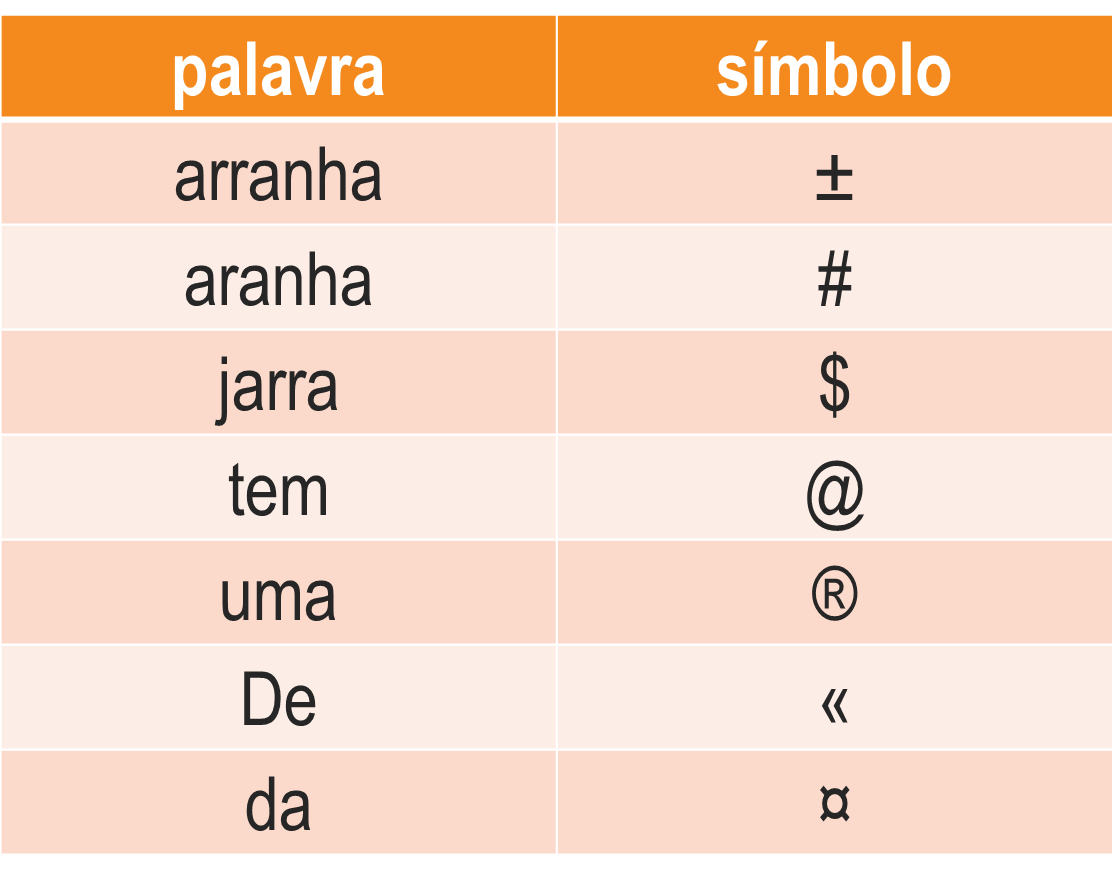 palavra símbolo
arranha ±
aranha #
jarra $
tem @
uma ®
De «
da ¤